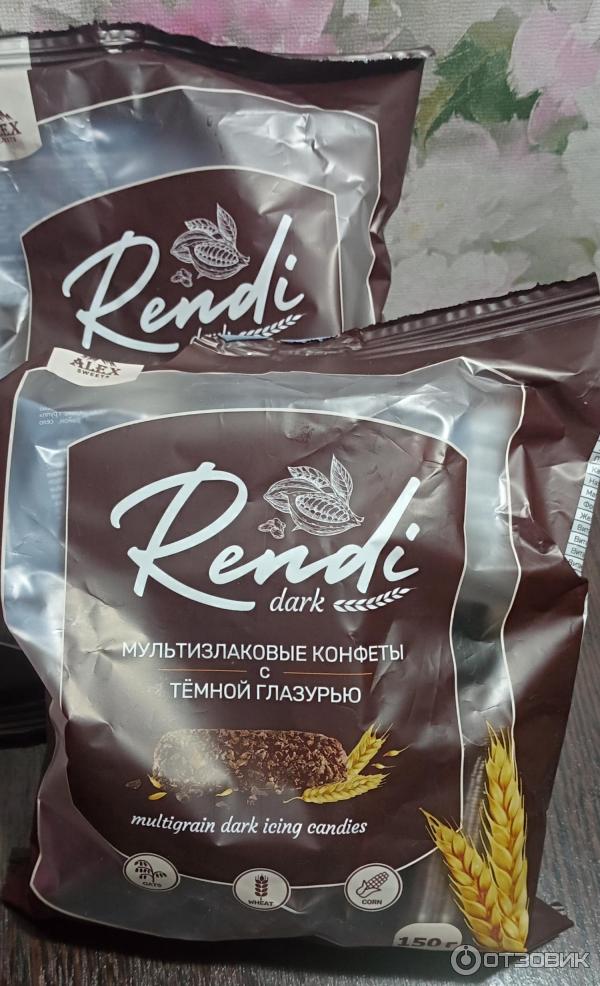 ALEX
Rendi
dark
ALEX
SWEETS
Rendi
dark
МУЛЬТИЗЛАКОВЫЕ КОНФЕТЫ
С
ТЁМНОЙ ГЛАЗУРЬЮ
multigrain dark icing candies
OATS
WHEAT
CORN
150 г
ОТЗОВИК